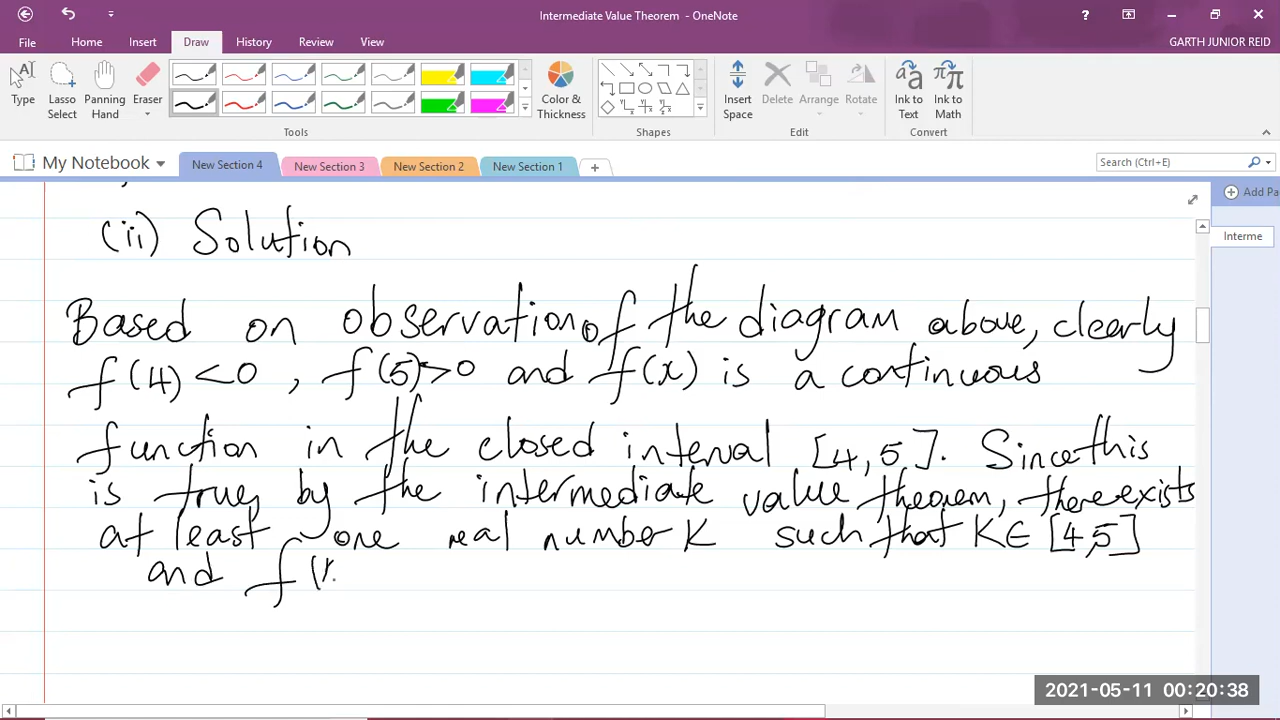 Intermediate Value Theorem - OneNote
File Home Insert Draw History Review View GARTH JUNIOR REID
Type Lasso Select Panning Hand Eraser Color & Thickness Insert Space Delete Arrange Rotate Ink to Text Ink to Math
Tools Shapes Edit Convert
My Notebook New Section 4 New Section 3 New Section 2 New Section 1 Search (Ctrl+E)
Add Pa
Interme
(ii) Solution
Based on observation of the diagram above, clearly
f(4) <0 , f(5)>0 and f(x) is a continuous
function in the closed interval [4,5]. Since this
is true, by the intermediate value theorem, there exists
at least one real number K such that K∈ [4,5]
and f(
2021-05-11 00:20:38